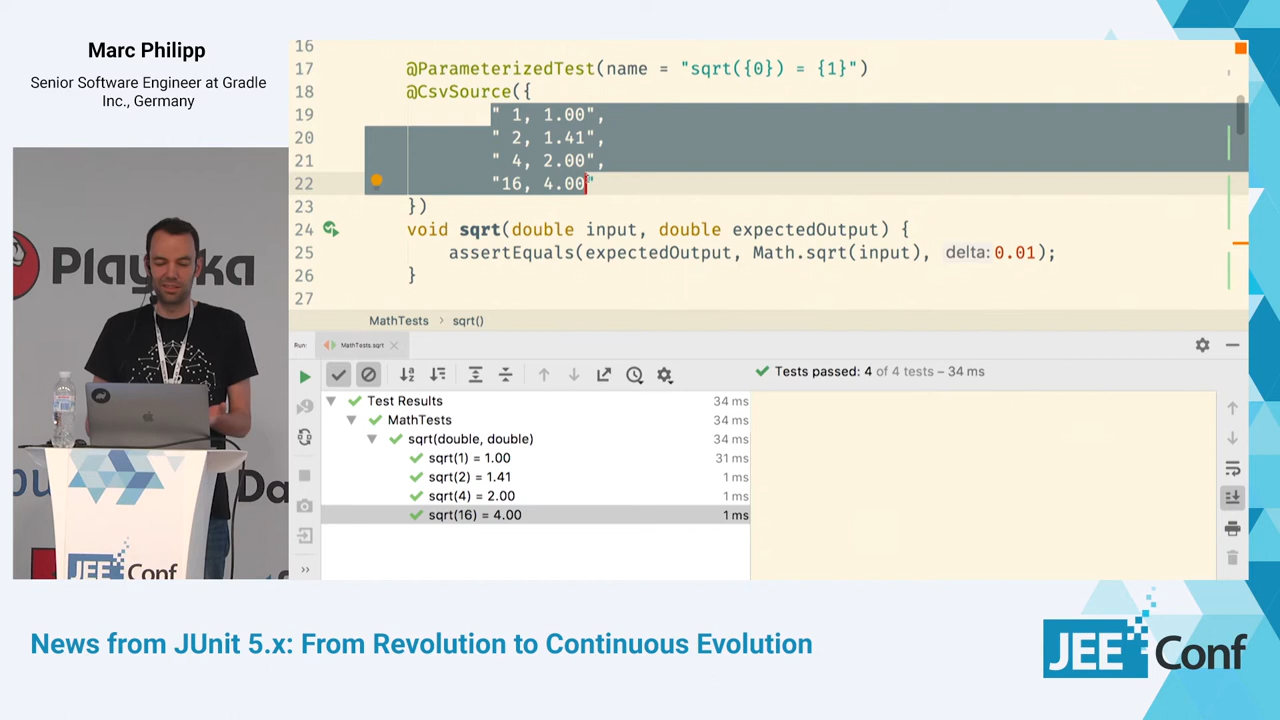 Marc Philipp
Senior Software Engineer at Gradle
Inc., Germany
16
17 @ParameterizedTest(name = "sqrt({0}) = {1}")
18 @CsvSource({
19 " 1, 1.00",
20 " 2, 1.41",
21 " 4, 2.00",
22 "16, 4.00"
23 })
24 void sqrt(double input, double expectedOutput) {
25 assertEquals(expectedOutput, Math.sqrt(input), delta: 0.01);
26 }
27
MathTests > sqrt()
Run: MathTests.sqrt
Tests passed: 4 of 4 tests – 34 ms
Test Results 34 ms
MathTests 34 ms
sqrt(double, double) 34 ms
sqrt(1) = 1.00 31 ms
sqrt(2) = 1.41 1 ms
sqrt(4) = 2.00 1 ms
sqrt(16) = 4.00 1 ms
JEE Conf
News from JUnit 5.x: From Revolution to Continuous Evolution
JEE Conf